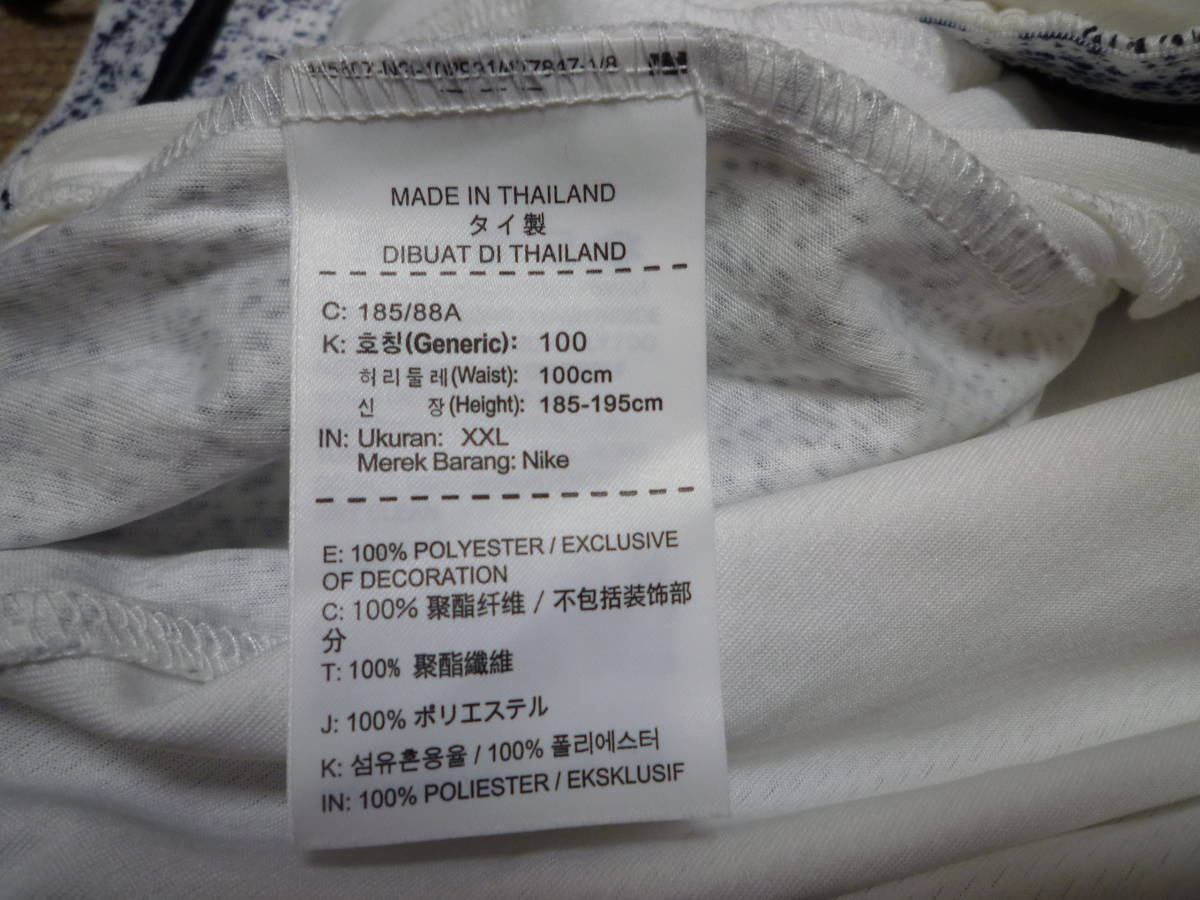 MADE IN THAILAND
タイ製
DIBUAT DI THAILAND
C: 185/88A
K: 호칭(Generic): 100
허리둘레(Waist): 100cm
신 장(Height): 185-195cm
IN: Ukuran: XXL
Merek Barang: Nike
E: 100% POLYESTER / EXCLUSIVE
OF DECORATION
C: 100% 聚酯纤维 / 不包括装饰部
分
T: 100% 聚酯纖維
J: 100% ポリエステル
K: 섬유혼용율 / 100% 폴리에스터
IN: 100% POLIESTER / EKSKLUSIF